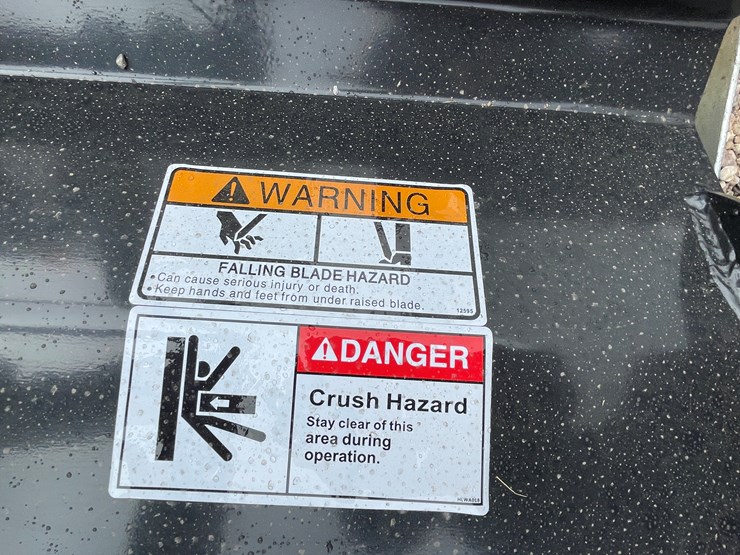 WARNING
FALLING BLADE HAZARD
• Can cause serious injury or death.
• Keep hands and feet from under raised blade.
12595
DANGER
Crush Hazard
Stay clear of this
area during
operation.